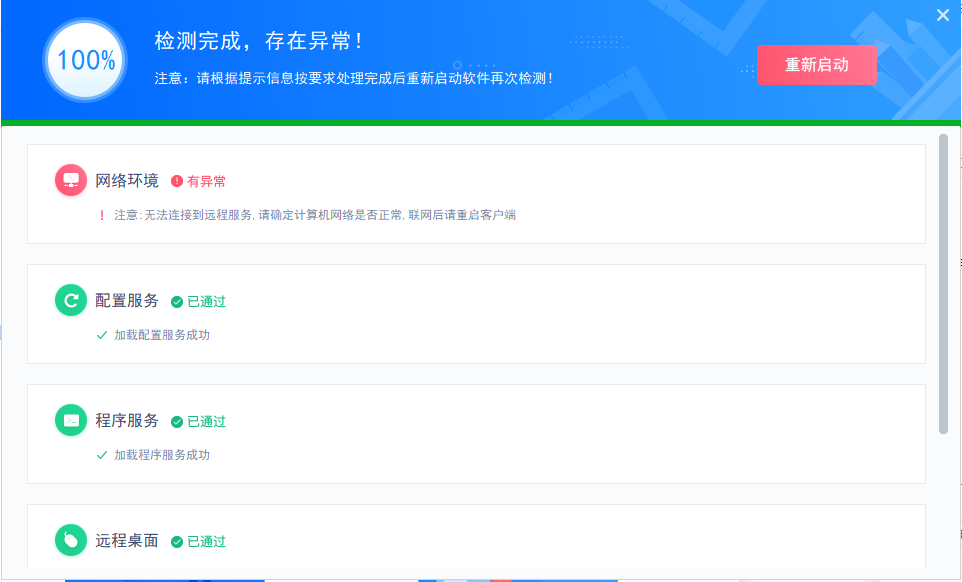 100%
检测完成，存在异常！
注意：请根据提示信息按要求处理完成后重新启动软件再次检测！
重新启动
网络环境 有异常
注意:无法连接到远程服务,请确定计算机网络是否正常,联网后请重启客户端
配置服务 已通过
加载配置服务成功
程序服务 已通过
加载程序服务成功
远程桌面 已通过